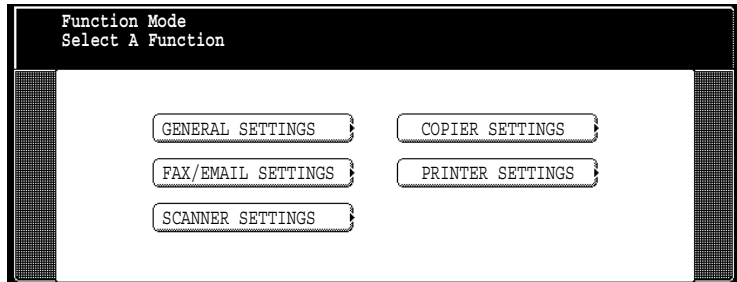 Function Mode
Select A Function
GENERAL SETTINGS
COPIER SETTINGS
FAX/EMAIL SETTINGS
PRINTER SETTINGS
SCANNER SETTINGS